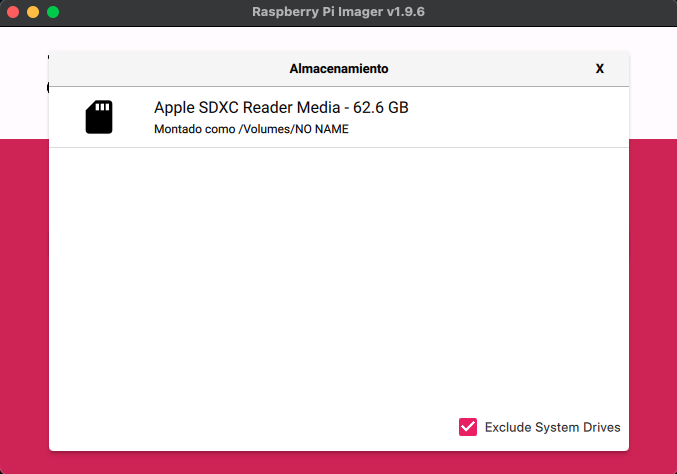 Raspberry Pi Imager v1.9.6
Almacenamiento X
Apple SDXC Reader Media - 62.6 GB
Montado como /Volumes/NO NAME
Exclude System Drives